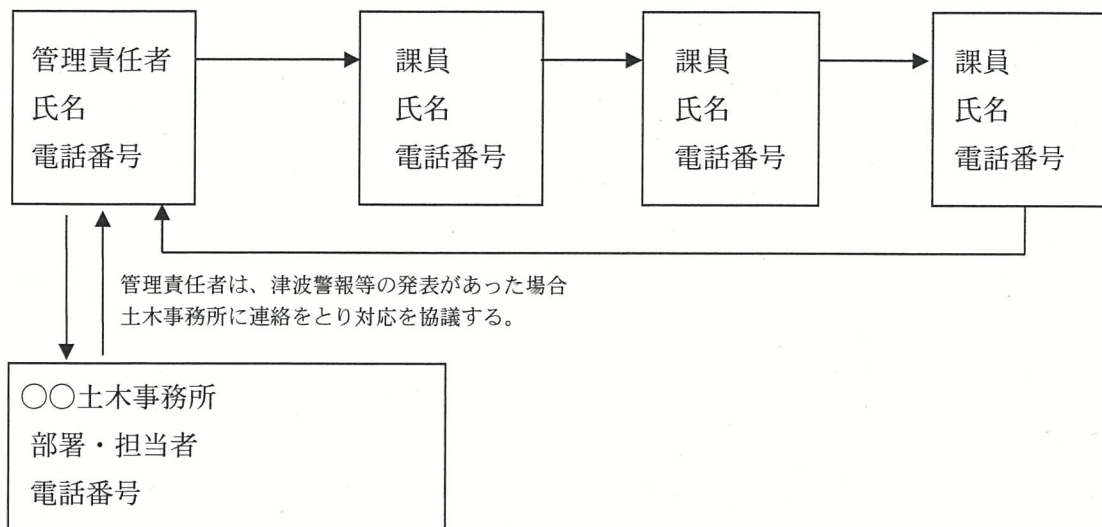 管理責任者
氏名
電話番号
課員
氏名
電話番号
課員
氏名
電話番号
課員
氏名
電話番号
管理責任者は、津波警報等の発表があった場合
土木事務所に連絡をとり対応を協議する。
〇〇土木事務所
部署・担当者
電話番号